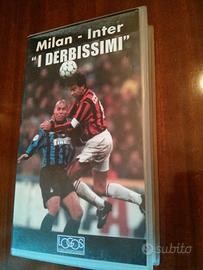 Milan - Inter
"I DERBISSIMI"
LOGOS
subito